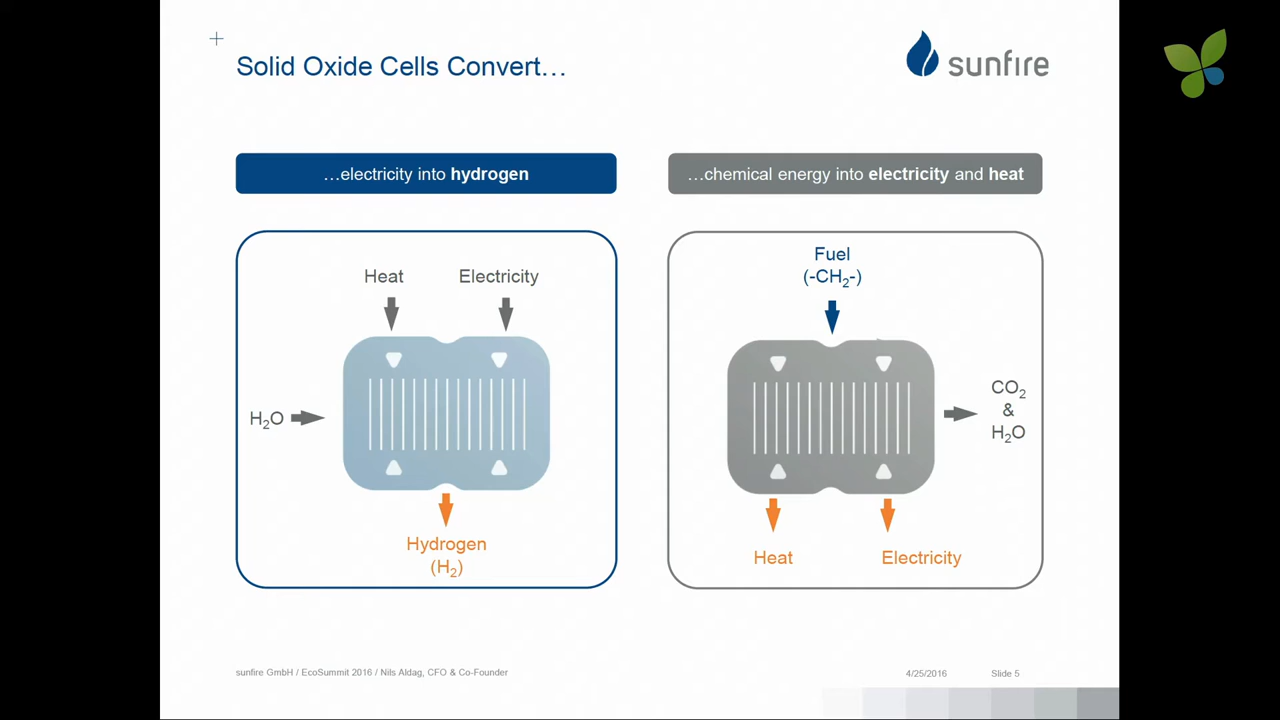 Solid Oxide Cells Convert…
sunfire
…electricity into hydrogen
…chemical energy into electricity and heat
Heat
Electricity
H₂O
Hydrogen
(H₂)
Fuel
(-CH₂-)
CO₂
&
H₂O
Heat
Electricity
sunfire GmbH / EcoSummit 2016 / Nils Aldag, CFO & Co-Founder
4/25/2016
Slide 5